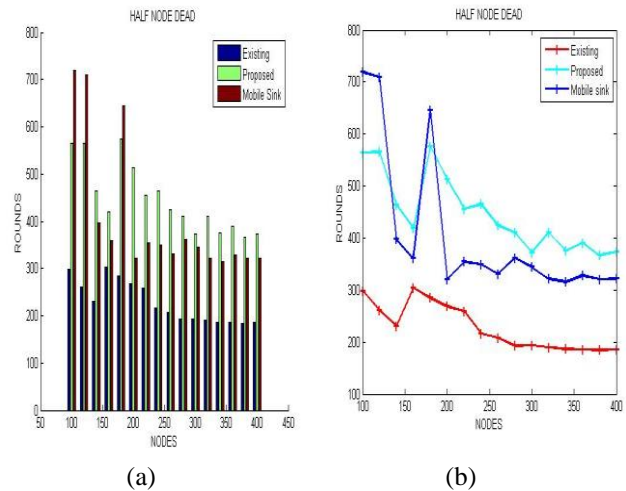 HALF NODE DEAD
800
700
600
500
400
300
200
100
0
ROUNDS
50
100
150
200
250
300
350
400
450
NODES
Existing
Proposed
Mobile Sink
(a)
HALF NODE DEAD
800
700
600
500
400
300
200
100
ROUNDS
100
150
200
250
300
350
400
NODES
Existing
Proposed
Mobile sink
(b)